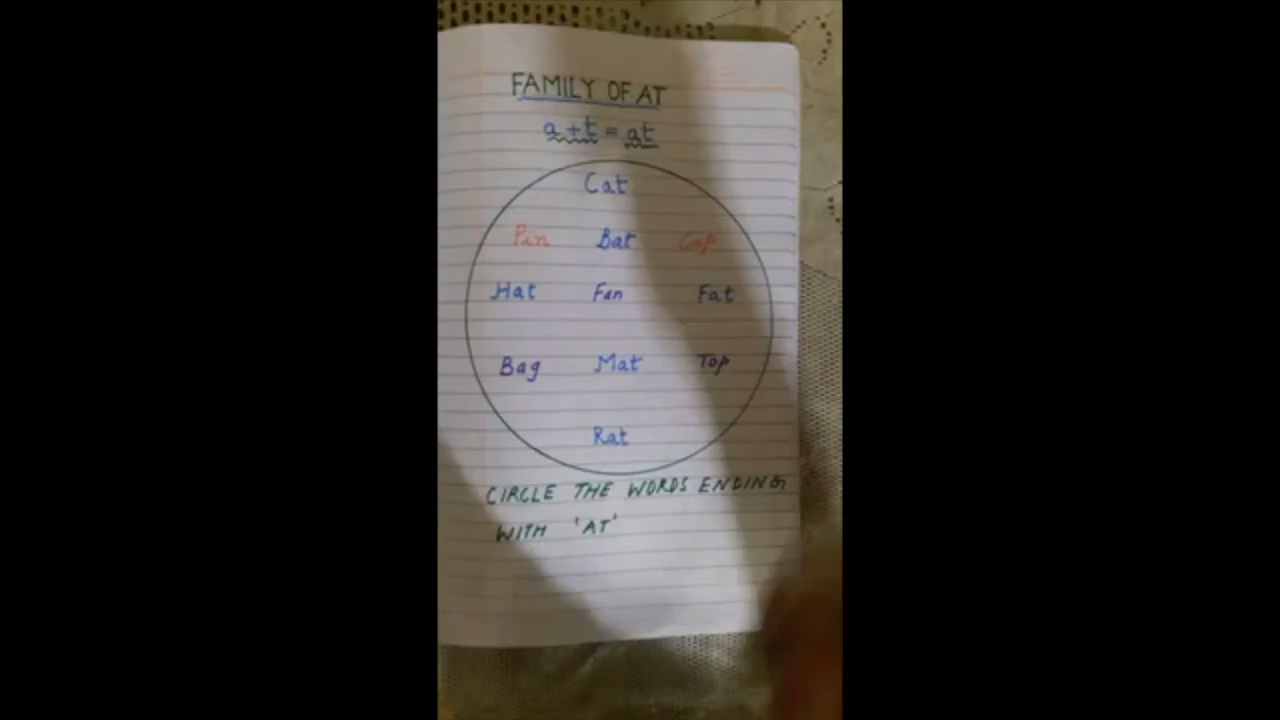 FAMILY OF AT
a + t = at
Cat
Pin Bat Cap
Hat Fan Fat
Bag Mat Top
Rat
CIRCLE THE WORDS ENDING
WITH 'AT'